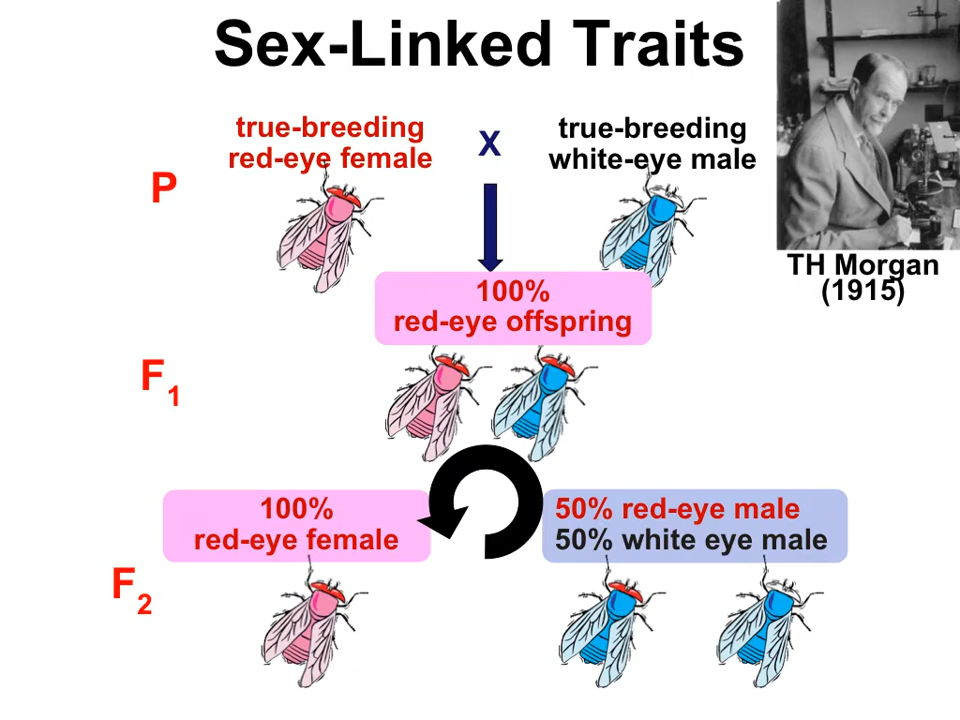 Sex-Linked Traits
true-breeding
red-eye female
X
true-breeding
white-eye male
P
TH Morgan
(1915)
100%
red-eye offspring
F1
100%
red-eye female
50% red-eye male
50% white eye male
F2